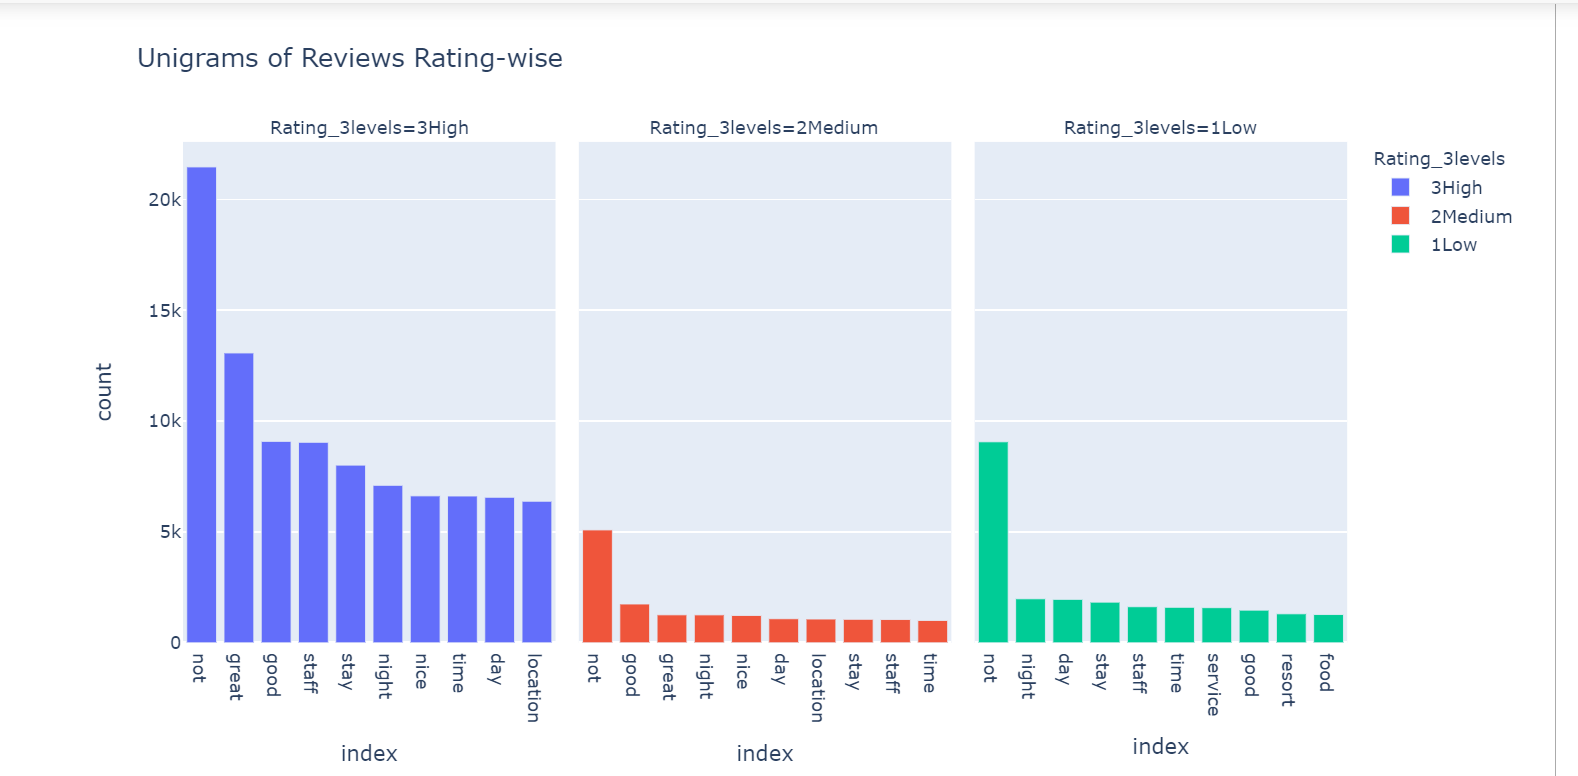 Unigrams of Reviews Rating-wise
Rating_3levels=3High
Rating_3levels=2Medium
Rating_3levels=1Low
Rating_3levels
3High
2Medium
1Low
count
20k
15k
10k
5k
0
not
great
good
staff
stay
night
nice
time
day
location
index
not
good
great
night
nice
day
location
stay
staff
time
index
not
night
day
stay
staff
time
service
good
resort
food
index